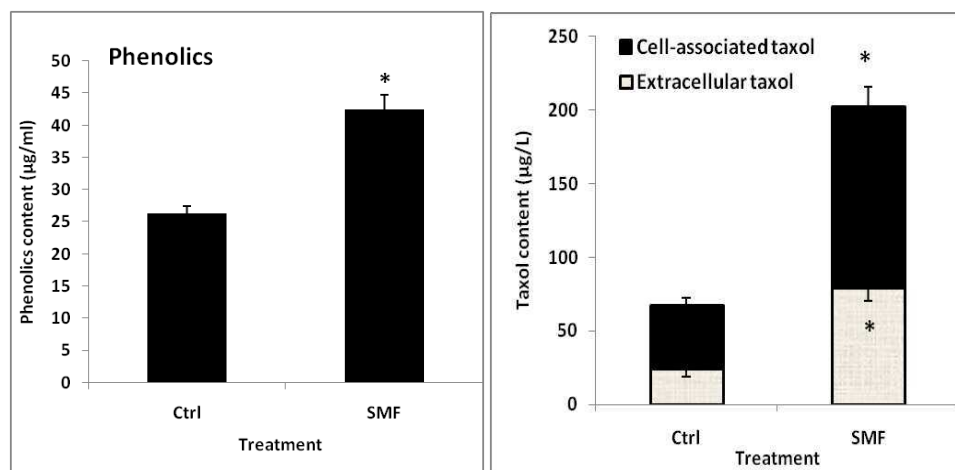 Phenolics
50
45
40
35
30
25
20
15
10
5
0
Phenolics content (µg/ml)
*
Ctrl SMF
Treatment
250
200
150
100
50
0
Taxol content (µg/L)
Cell-associated taxol
Extracellular taxol
*
*
Ctrl SMF
Treatment